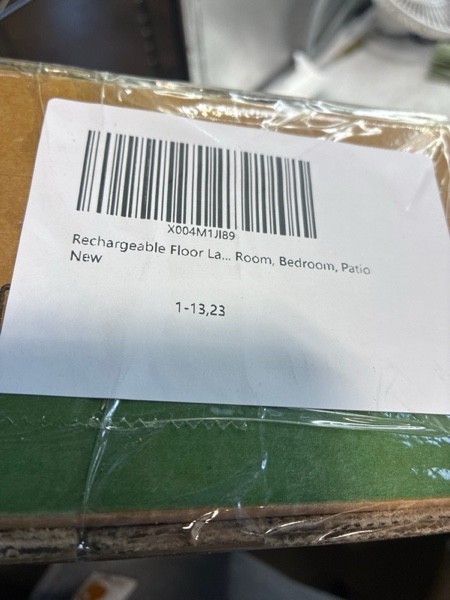 X004M1JI89
Rechargeable Floor La... Room, Bedroom, Patio
New
1-13,23